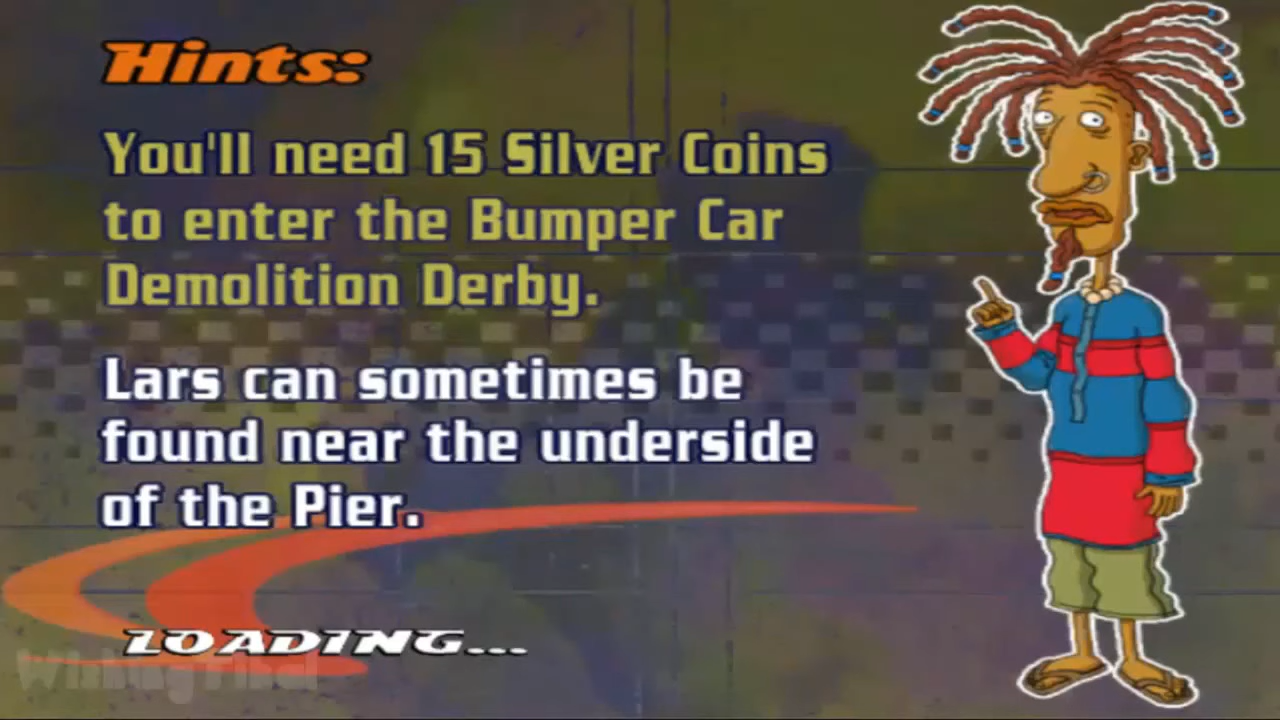 Hints:
You'll need 15 Silver Coins
to enter the Bumper Car
Demolition Derby.
Lars can sometimes be
found near the underside
of the Pier.
LOADING...